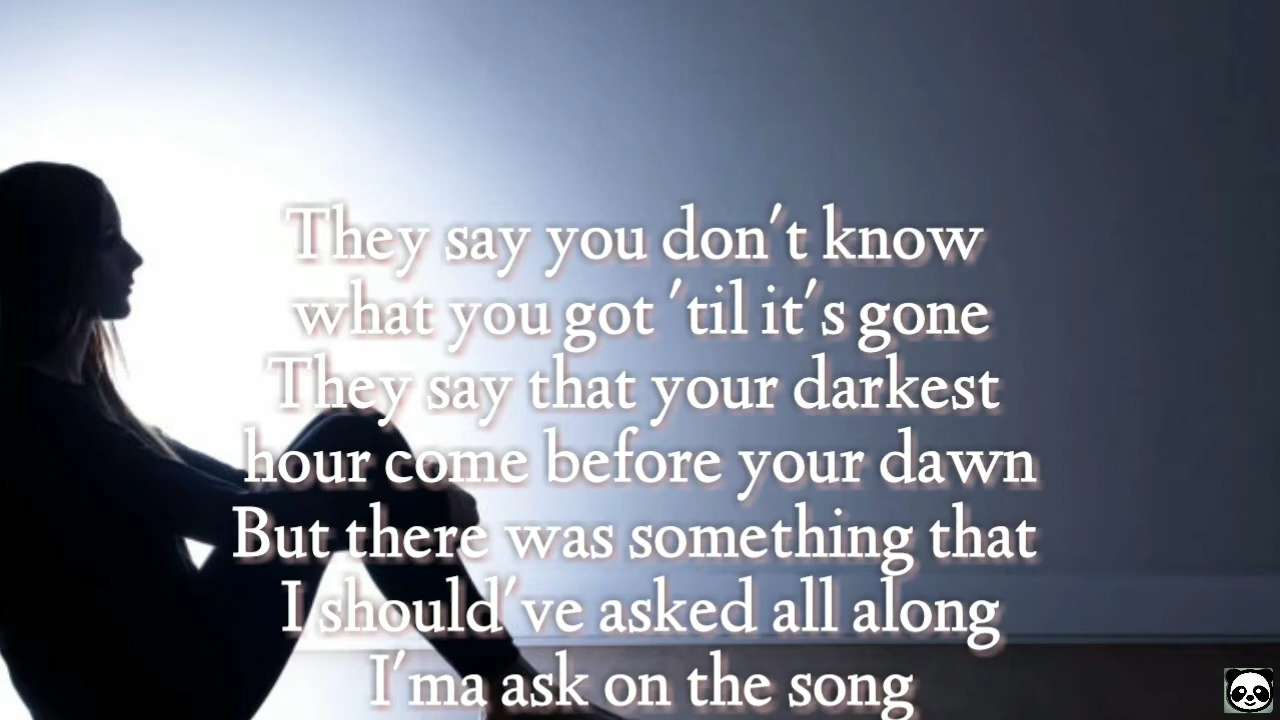 They say you don't know
what you got 'til it's gone
They say that your darkest
hour come before your dawn
But there was something that
I should've asked all along
I'ma ask on the song